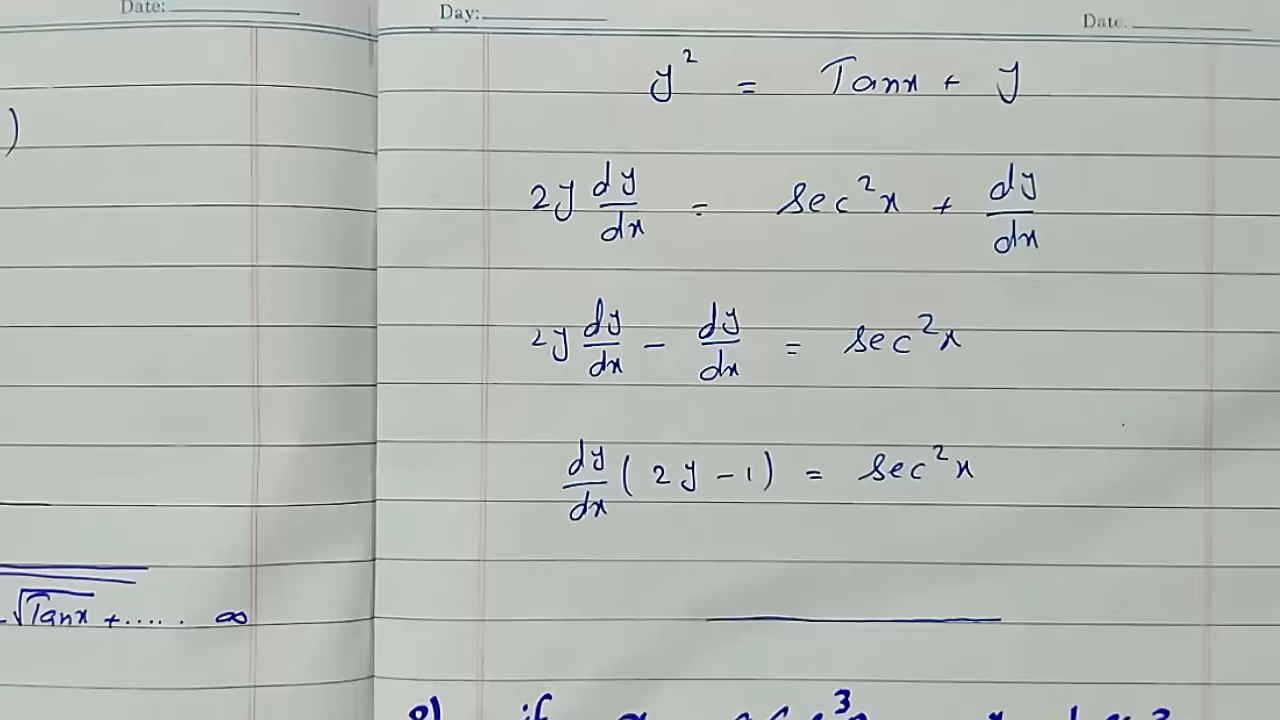 Date:
)
√Tanx + ..... ∞
Day:
Date.
y² = Tanx + y
2y dy/dx = sec²x + dy/dx
2y dy/dx - dy/dx = sec²x
dy/dx (2y - 1) = sec²x
if